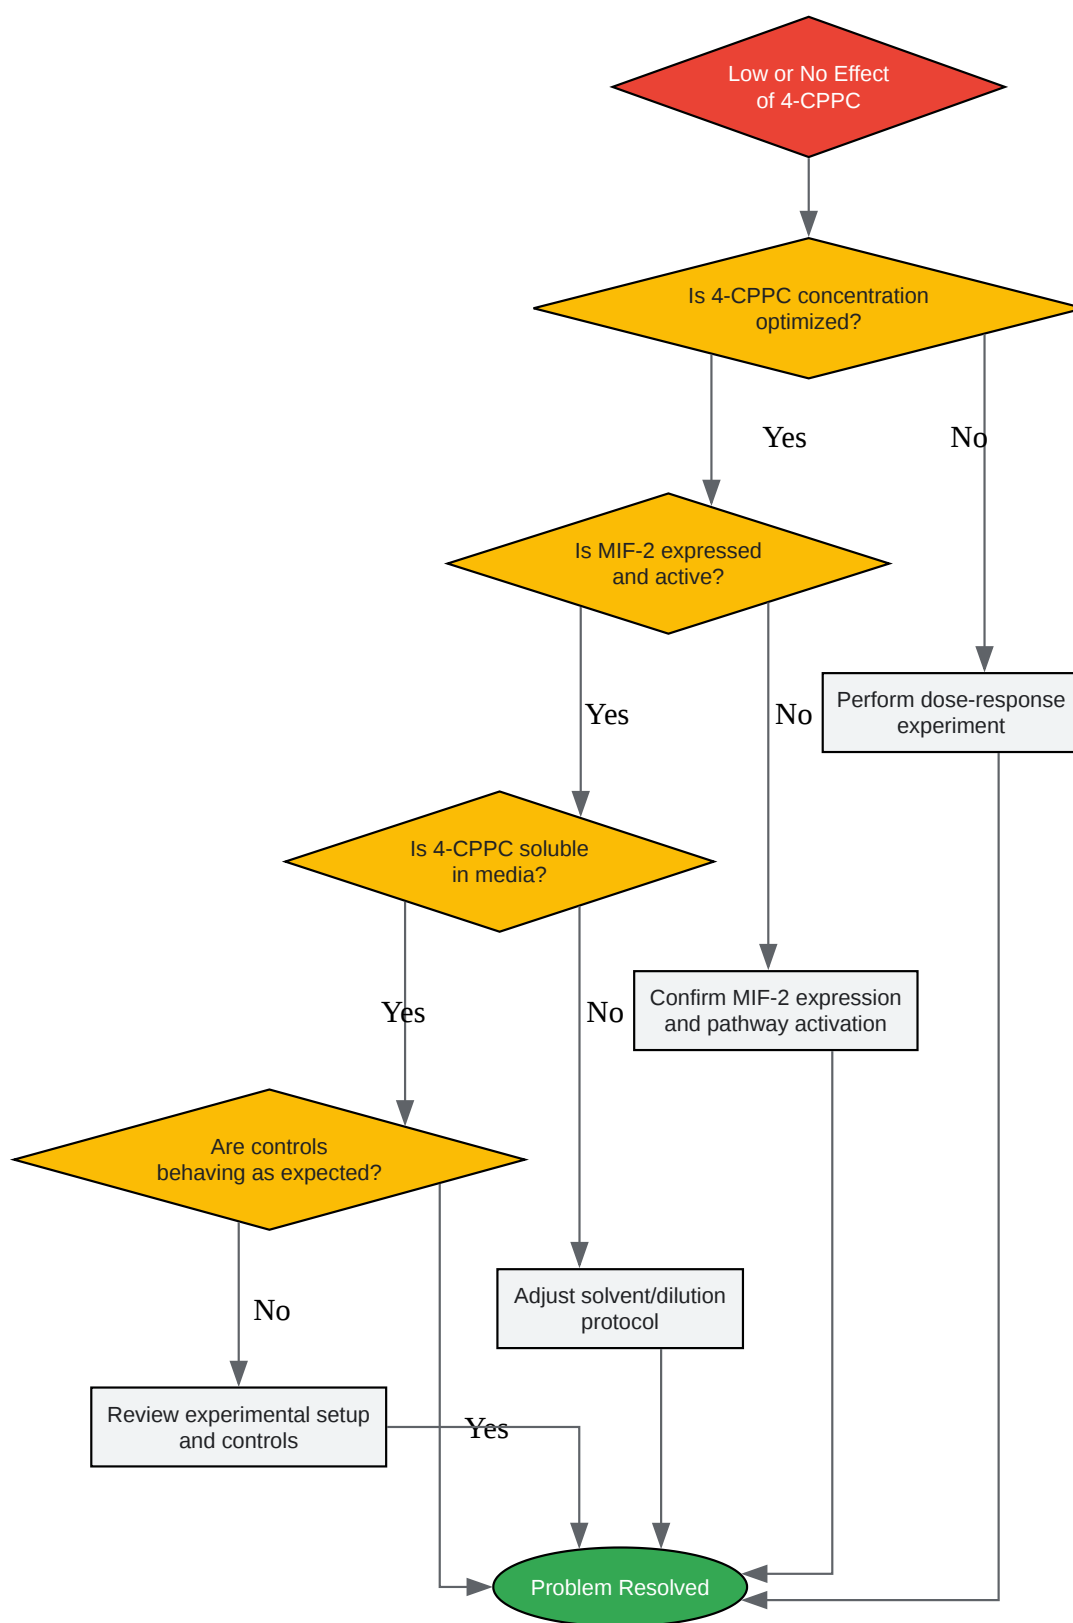 Low or No Effect
of 4-CPPC
Is 4-CPPC concentration
optimized?
Yes
No
Is MIF-2 expressed
and active?
Yes
No
Perform dose-response
experiment
Is 4-CPPC soluble
in media?
Yes
No
Confirm MIF-2 expression
and pathway activation
Are controls
behaving as expected?
No
Adjust solvent/dilution
protocol
Review experimental setup
and controls
Yes
Problem Resolved